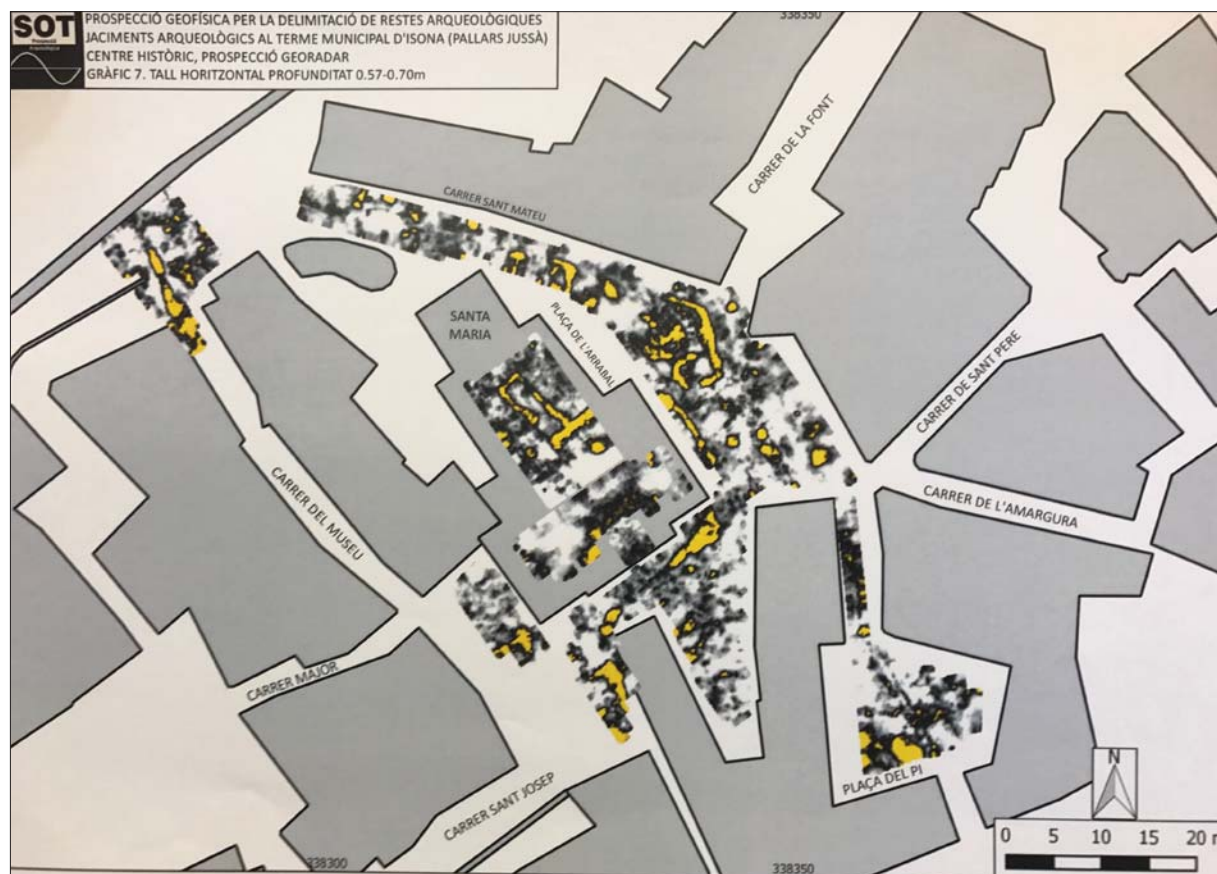 SOT
Prospecció
Arqueològica
PROSPECCIÓ GEOFÍSICA PER LA DELIMITACIÓ DE RESTES ARQUEOLÒGIQUES
JACIMENTS ARQUEOLÒGICS AL TERME MUNICIPAL D'ISONA (PALLARS JUSSÀ)
CENTRE HISTÒRIC, PROSPECCIÓ GEORADAR
GRÀFIC 7. TALL HORITZONTAL PROFUNDITAT 0.57-0.70m
338350
CARRER DE LA FONT
CARRER SANT MATEU
SANTA
MARIA
PLAÇA DE L'ARRABAL
CARRER DE SANT PERE
CARRER DE L'AMARGURA
CARRER DEL MUSEU
CARRER MAJOR
CARRER SANT JOSEP
PLAÇA DEL PI
N
0 5 10 15 20
338300
338350